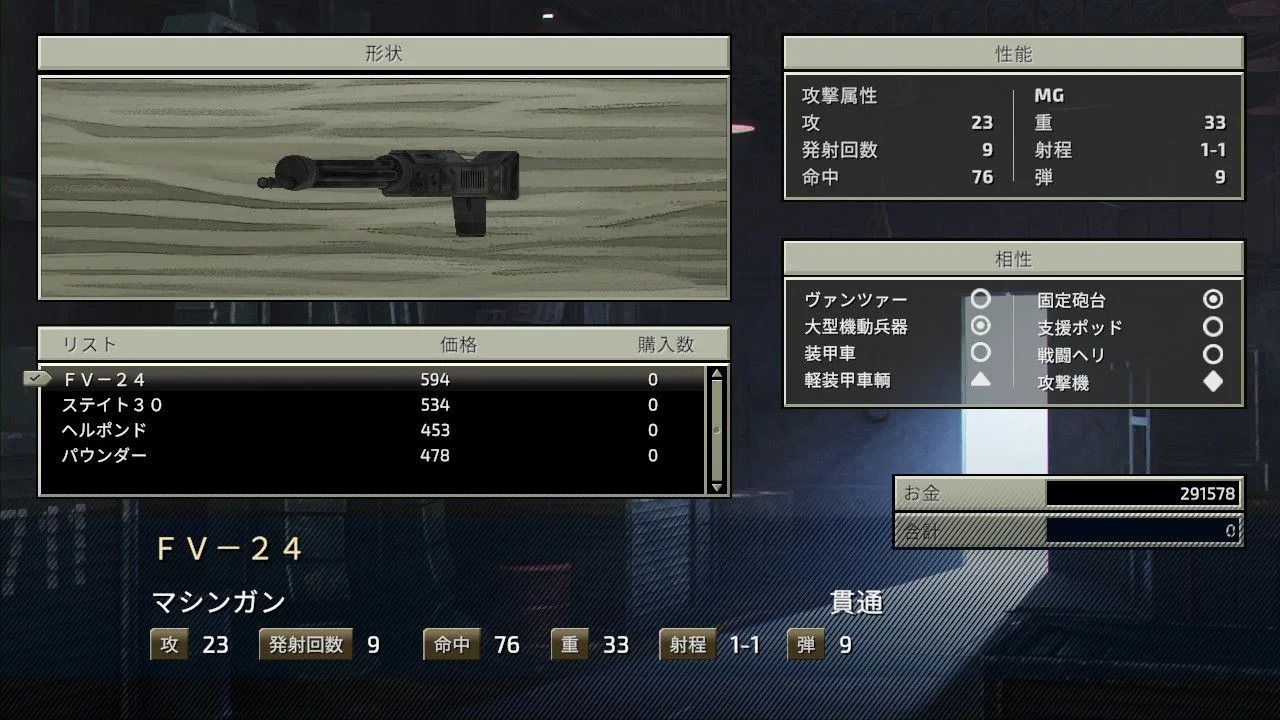 形状
リスト 価格 購入数
ＦＶ－２４ 594 0
ステイト３０ 534 0
ヘルポンド 453 0
パウンダー 478 0
性能
攻撃属性 MG
攻 23 重 33
発射回数 9 射程 1-1
命中 76 弾 9
相性
ヴァンツァー 固定砲台
大型機動兵器 支援ポッド
装甲車 戦闘ヘリ
軽装甲車輌 攻撃機
お金 291578
合計 0
ＦＶ－２４
マシンガン 貫通
攻 23 発射回数 9 命中 76 重 33 射程 1-1 弾 9